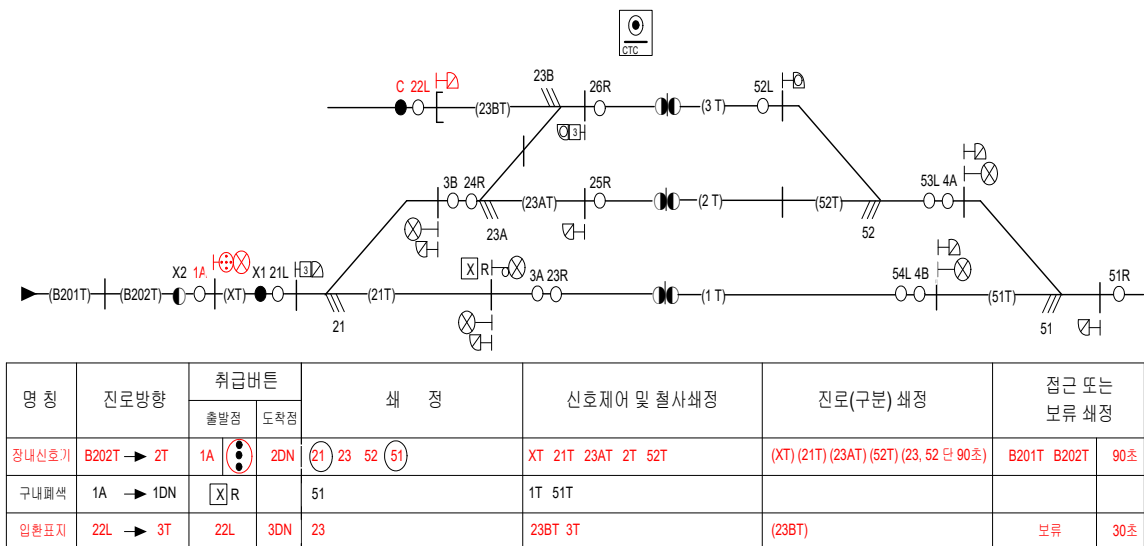 CTC
23B
C 22L
26R
52L
(23BT)
(3 T)
3
3B 24R
25R
53L 4A
(23AT)
(2 T)
(52T)
23A
52
X2 1A
X1 21L
3
X R
3A 23R
54L 4B
51R
(B201T)
(B202T)
(XT)
(21T)
(1 T)
(51T)
21
51
명 칭 진로방향 취급버튼 쇄 정 신호제어 및 철사쇄정 진로(구분) 쇄정 접근 또는
출발점 도착점 보류 쇄정
장내신호기 B202T 2T 1A 2DN 21 23 52 51 XT 21T 23AT 2T 52T (XT) (21T) (23AT) (52T) (23, 52 단 90초) B201T B202T 90초
구내폐색 1A 1DN X R 51 1T 51T
입환표지 22L 3T 22L 3DN 23 23BT 3T (23BT) 보류 30초